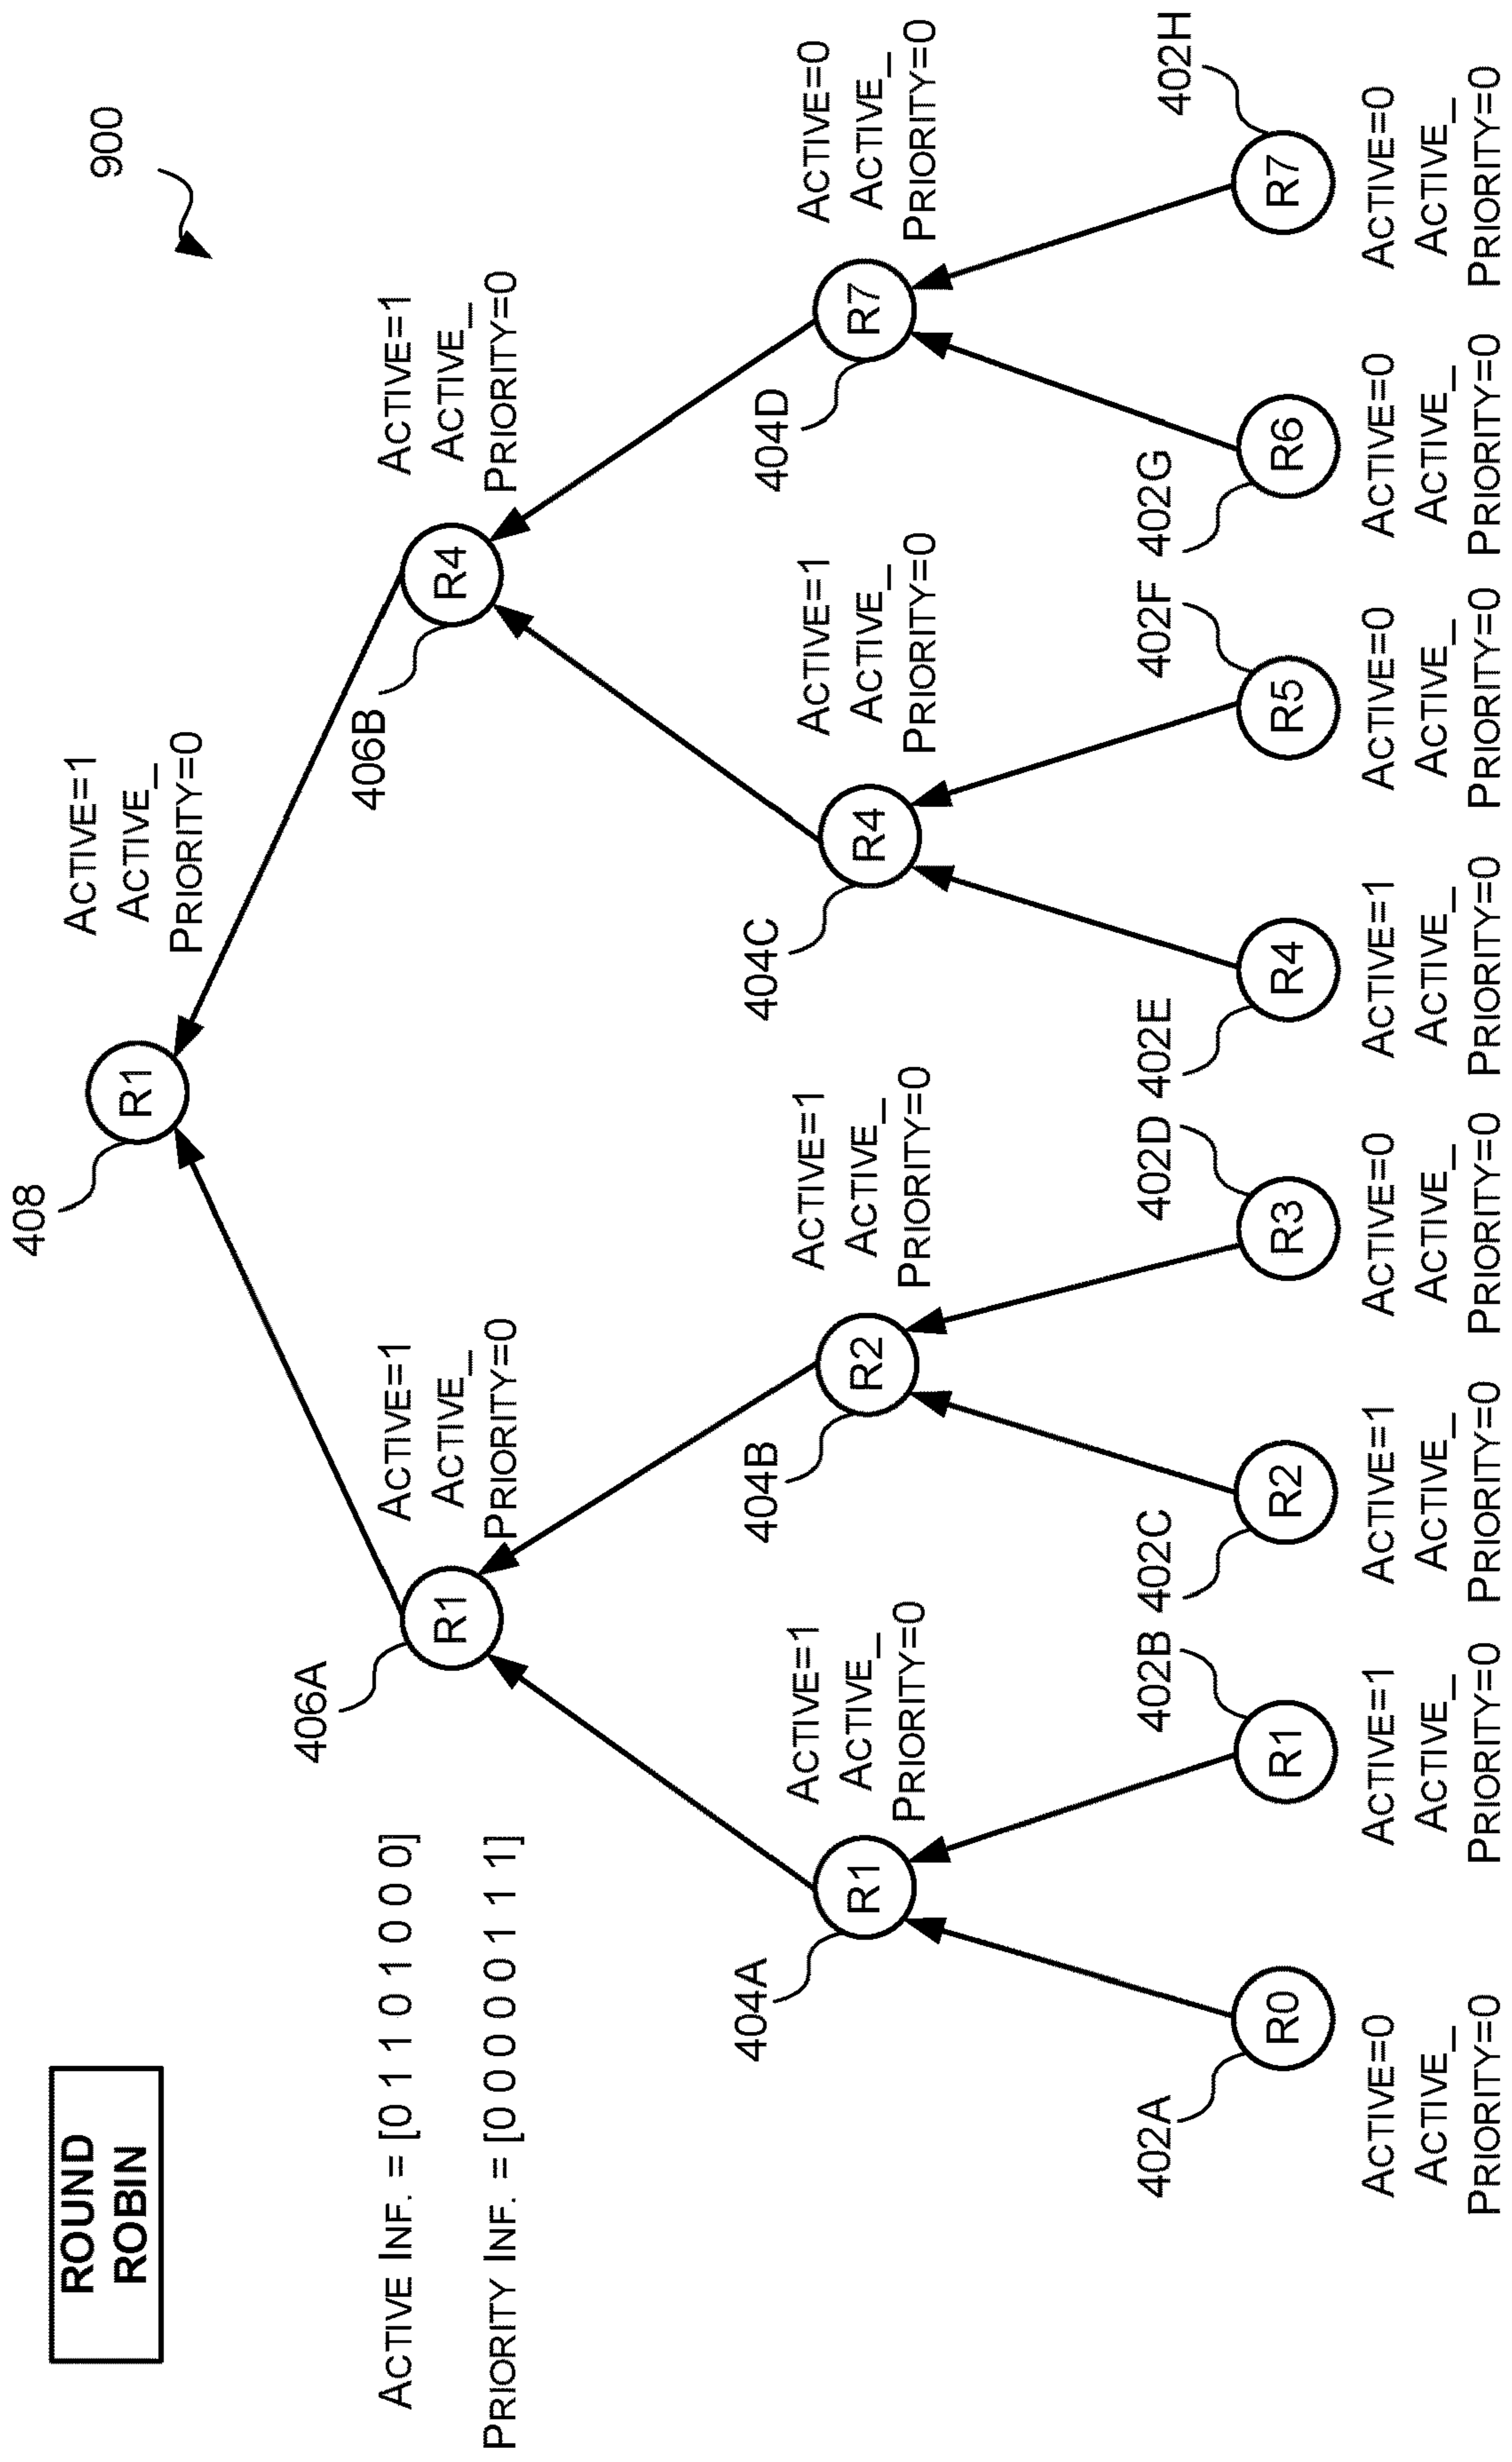 900
ROUND
ROBIN
408
R1
ACTIVE=1
ACTIVE_
PRIORITY=0
ACTIVE INF. = [0 1 1 0 1 0 0 0]
PRIORITY INF. = [0 0 0 0 0 1 1 1]
406A
R1
ACTIVE=1
ACTIVE_
PRIORITY=0
406B
R4
ACTIVE=1
ACTIVE_
PRIORITY=0
404A
R1
ACTIVE=1
ACTIVE_
PRIORITY=0
404B
R2
ACTIVE=1
ACTIVE_
PRIORITY=0
404C
R4
ACTIVE=1
ACTIVE_
PRIORITY=0
404D
R7
ACTIVE=0
ACTIVE_
PRIORITY=0
402A
R0
ACTIVE=0
ACTIVE_
PRIORITY=0
402B
R1
ACTIVE=1
ACTIVE_
PRIORITY=0
402C
R2
ACTIVE=1
ACTIVE_
PRIORITY=0
402D
R3
ACTIVE=0
ACTIVE_
PRIORITY=0
402E
R4
ACTIVE=1
ACTIVE_
PRIORITY=0
402F
R5
ACTIVE=0
ACTIVE_
PRIORITY=0
402G
R6
ACTIVE=0
ACTIVE_
PRIORITY=0
402H
R7
ACTIVE=0
ACTIVE_
PRIORITY=0